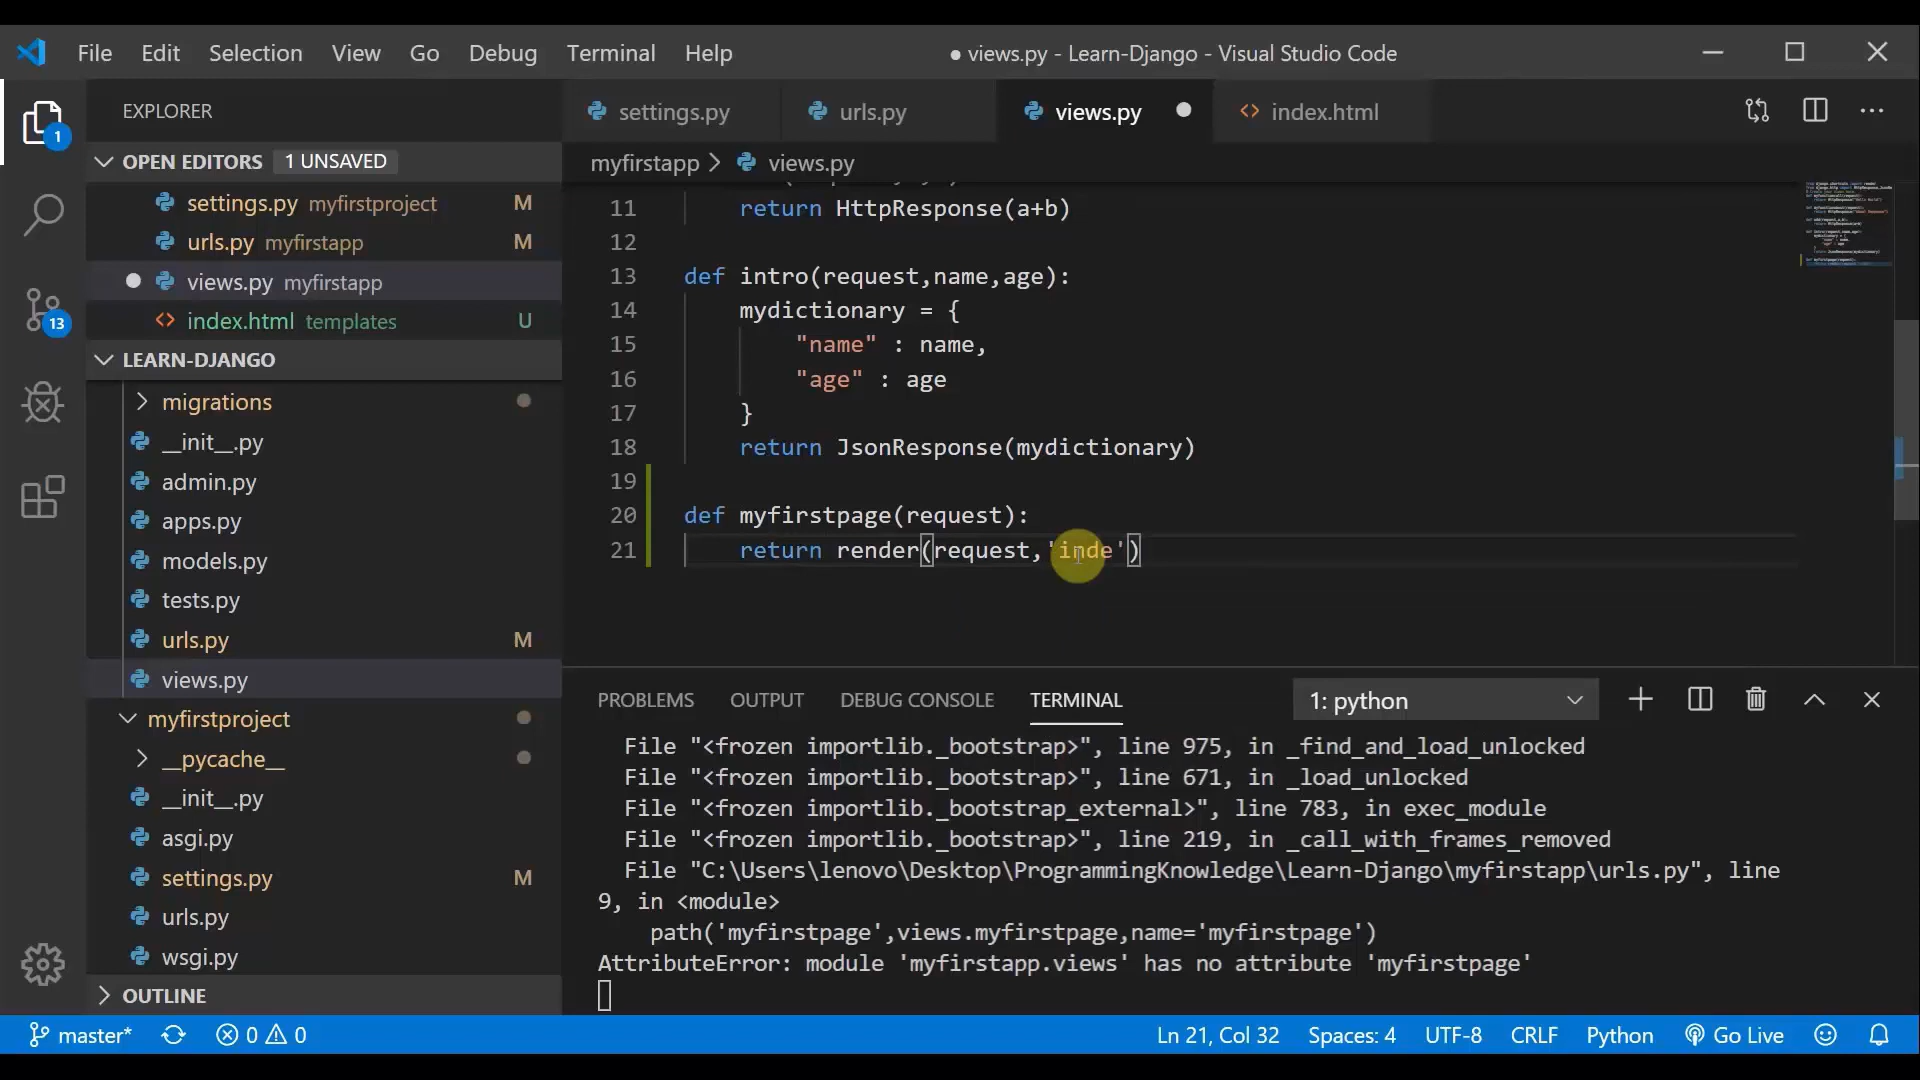 File Edit Selection View Go Debug Terminal Help
● views.py - Learn-Django - Visual Studio Code
EXPLORER
1
OPEN EDITORS 1 UNSAVED
settings.py myfirstproject M
urls.py myfirstapp M
views.py myfirstapp
index.html templates U
13
LEARN-DJANGO
migrations
__init__.py
admin.py
apps.py
models.py
tests.py
urls.py M
views.py
myfirstproject
__pycache__
__init__.py
asgi.py
settings.py M
urls.py
wsgi.py
OUTLINE
settings.py urls.py views.py index.html
myfirstapp > views.py
11 return HttpResponse(a+b)
12
13 def intro(request,name,age):
14 mydictionary = {
15 "name" : name,
16 "age" : age
17 }
18 return JsonResponse(mydictionary)
19
20 def myfirstpage(request):
21 return render(request,'inde')
PROBLEMS OUTPUT DEBUG CONSOLE TERMINAL 1: python
File "<frozen importlib._bootstrap>", line 975, in _find_and_load_unlocked
File "<frozen importlib._bootstrap>", line 671, in _load_unlocked
File "<frozen importlib._bootstrap_external>", line 783, in exec_module
File "<frozen importlib._bootstrap>", line 219, in _call_with_frames_removed
File "C:\Users\lenovo\Desktop\ProgrammingKnowledge\Learn-Django\myfirstapp\urls.py", line
9, in <module>
path('myfirstpage',views.myfirstpage,name='myfirstpage')
AttributeError: module 'myfirstapp.views' has no attribute 'myfirstpage'
master* 0 0 Ln 21, Col 32 Spaces: 4 UTF-8 CRLF Python Go Live